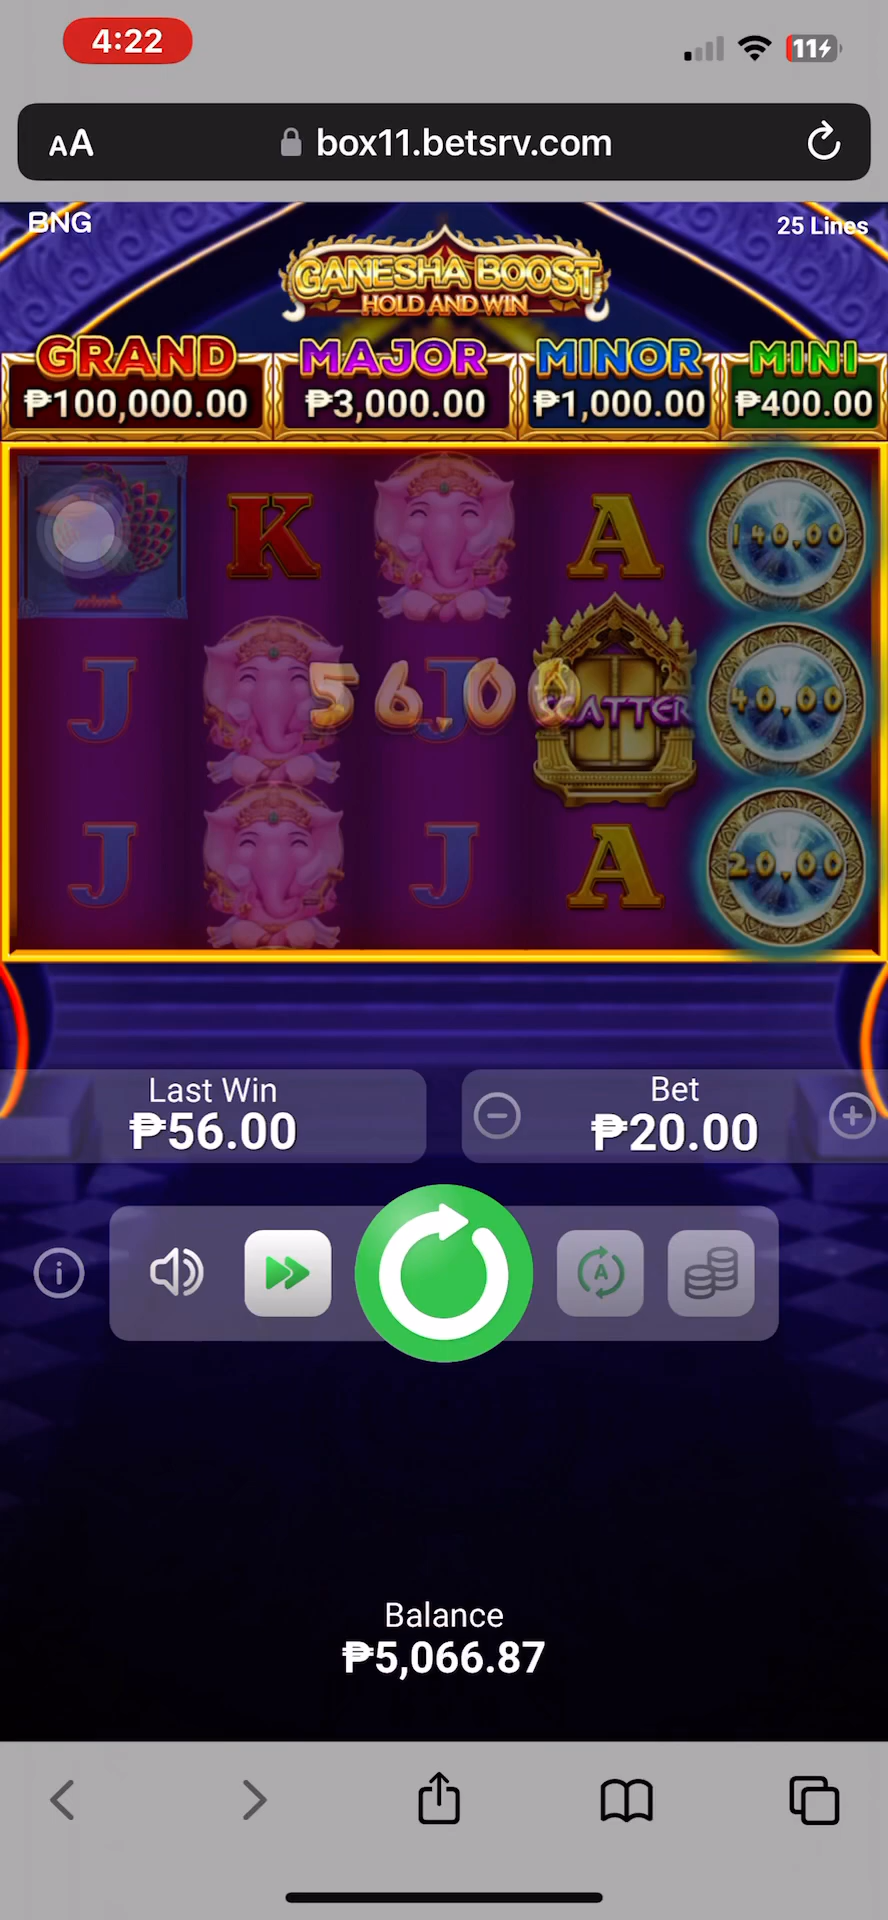 4:22
11
AA
box11.betsrv.com
BNG
25 Lines
GANESHA BOOST
HOLD AND WIN
GRAND MAJOR MINOR MINI
₱100,000.00 ₱3,000.00 ₱1,000.00 ₱400.00
K A 140,00
J 56,00 J SCATTER 40,00
J J A 20,00
Last Win
₱56.00
Bet
₱20.00
A
Balance
₱5,066.87